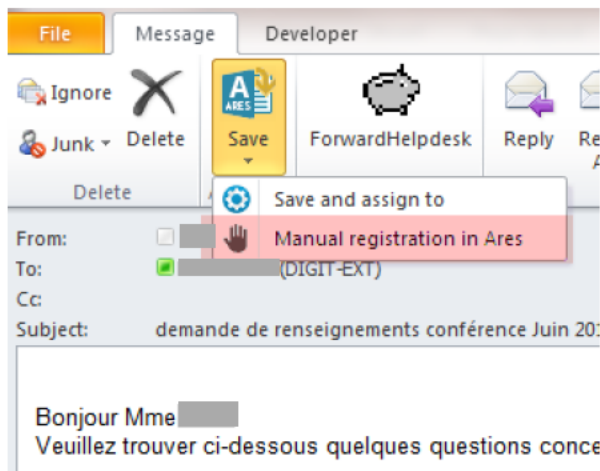 File Message Developer
Ignore
Junk Delete
ARES
Save
ForwardHelpdesk
Reply
Delete
Save and assign to
Manual registration in Ares
From:
To: (DIGIT-EXT)
Cc:
Subject: demande de renseignements conférence Juin
Bonjour Mme
Veuillez trouver ci-dessous quelques questions